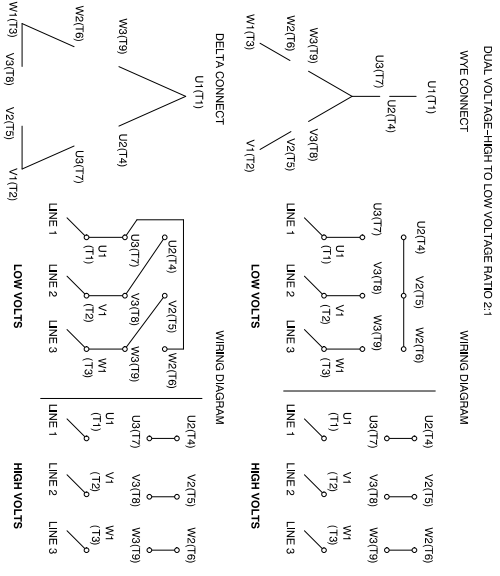 DUAL VOLTAGE–HIGH TO LOW VOLTAGE RATIO 2:1
WYE CONNECT
U1(T1)
U2(T4)
U3(T7)
W3(T9)
V3(T8)
W2(T6)
V2(T5)
W1(T3)
V1(T2)
WIRING DIAGRAM
U2(T4) V2(T5) W2(T6)
U3(T7) V3(T8) W3(T9)
U1 V1 W1
(T1) (T2) (T3)
LINE 1 LINE 2 LINE 3
LOW VOLTS
U2(T4) V2(T5) W2(T6)
U3(T7) V3(T8) W3(T9)
U1 V1 W1
(T1) (T2) (T3)
LINE 1 LINE 2 LINE 3
HIGH VOLTS
DELTA CONNECT
U1(T1)
W3(T9)
U2(T4)
W2(T6)
U3(T7)
W1(T3)
V3(T8)
V2(T5)
V1(T2)
WIRING DIAGRAM
U2(T4) V2(T5) W2(T6)
U3(T7) V3(T8) W3(T9)
U1 V1 W1
(T1) (T2) (T3)
LINE 1 LINE 2 LINE 3
LOW VOLTS
U2(T4) V2(T5) W2(T6)
U3(T7) V3(T8) W3(T9)
U1 V1 W1
(T1) (T2) (T3)
LINE 1 LINE 2 LINE 3
HIGH VOLTS